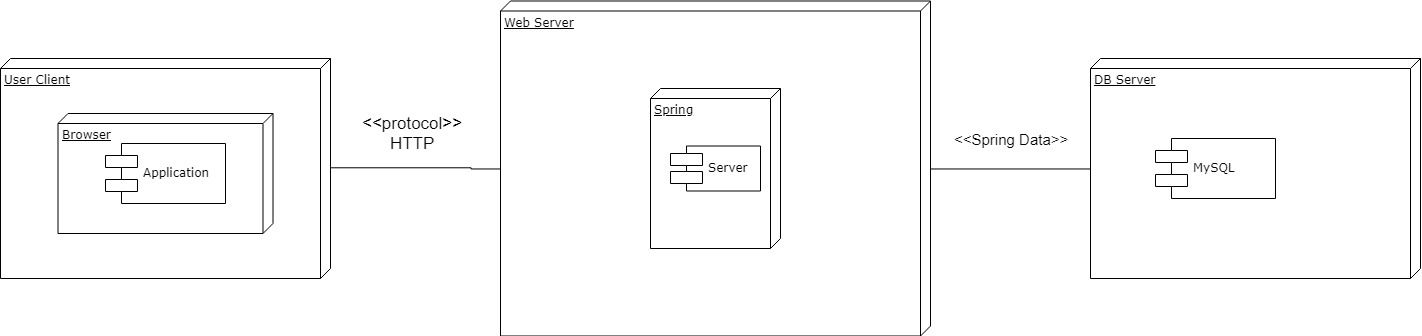 User Client
Browser
Application
<<protocol>>
HTTP
Web Server
Spring
Server
<<Spring Data>>
DB Server
MySQL